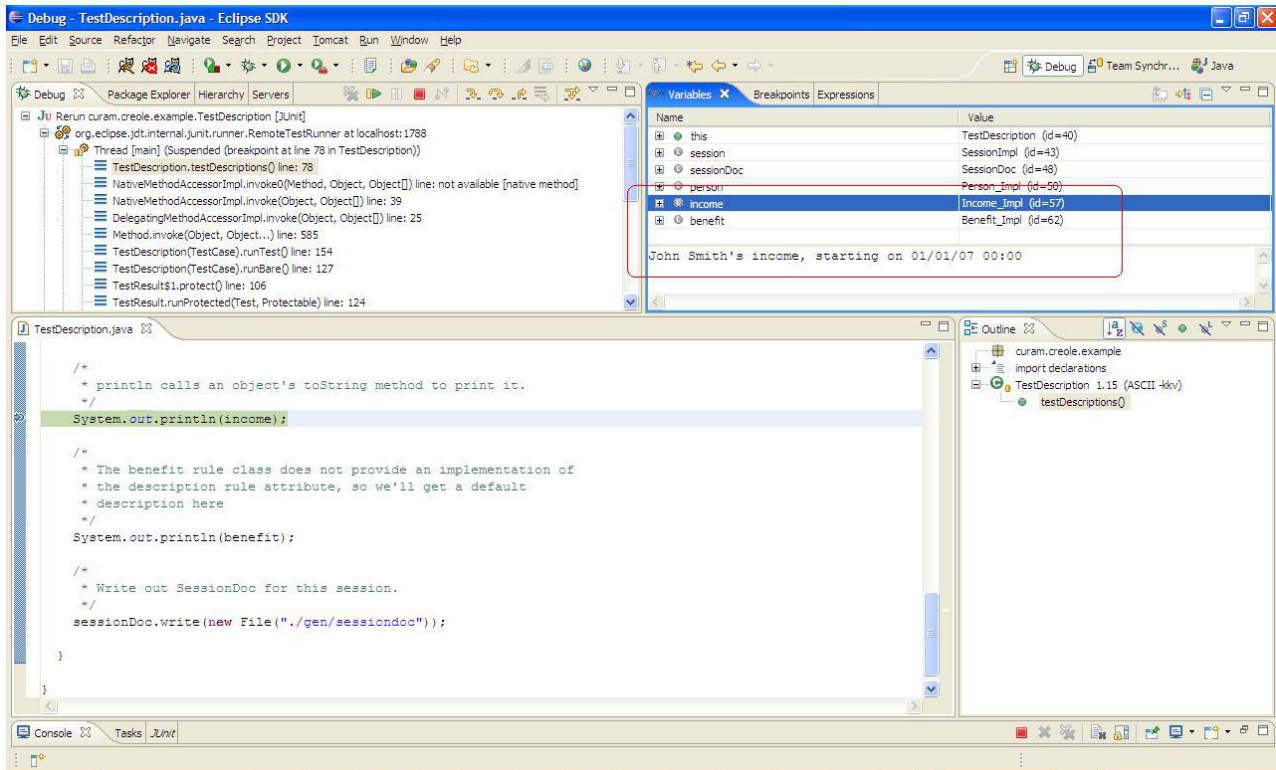 Debug - TestDescription.java - Eclipse SDK
File Edit Source Refactor Navigate Search Project Tomcat Run Window Help
Debug Team Synchr... Java
Debug Package Explorer Hierarchy Servers
Ju Rerun curam.creole.example.TestDescription [JUnit]
org.eclipse.jdt.internal.junit.runner.RemoteTestRunner at localhost:1788
Thread [main] (Suspended (breakpoint at line 78 in TestDescription))
TestDescription.testDescriptions() line: 78
NativeMethodAccessorImpl.invoke0(Method, Object, Object[]) line: not available [native method]
NativeMethodAccessorImpl.invoke(Object, Object[]) line: 39
DelegatingMethodAccessorImpl.invoke(Object, Object[]) line: 25
Method.invoke(Object, Object...) line: 585
TestDescription(TestCase).runTest() line: 154
TestDescription(TestCase).runBare() line: 127
TestResult$1.protect() line: 106
TestResult.runProtected(Test, Protectable) line: 124
Variables Breakpoints Expressions
Name Value
this TestDescription (id=40)
session SessionImpl (id=43)
sessionDoc SessionDoc (id=48)
person Person_Impl (id=50)
income Income_Impl (id=57)
benefit Benefit_Impl (id=62)
John Smith's income, starting on 01/01/07 00:00
TestDescription.java
/*
* println calls an object's toString method to print it.
*/
System.out.println(income);
/*
* The benefit rule class does not provide an implementation of
* the description rule attribute, so we'll get a default
* description here
*/
System.out.println(benefit);
/*
* Write out SessionDoc for this session.
*/
sessionDoc.write(new File("./gen/sessiondoc"));
}
}
Outline
curam.creole.example
import declarations
TestDescription 1.15 (ASCII -kkv)
testDescriptions()
Console Tasks JUnit